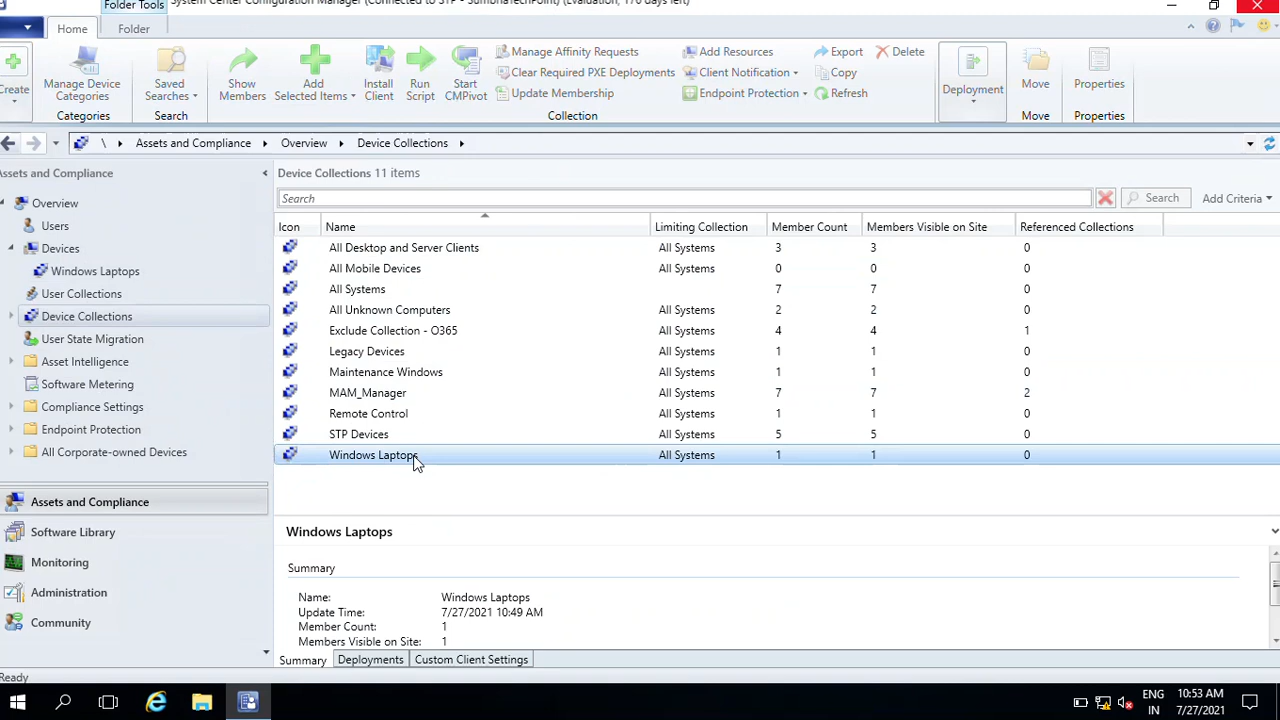 Folder Tools System Center Configuration Manager (Connected to STP - SumbriaTechPoint) (Evaluation, 170 days left)
Home Folder
Create
Manage Device Categories
Categories
Saved Searches
Search
Show Members
Add Selected Items
Install Client
Run Script
Start CMPivot
Manage Affinity Requests
Clear Required PXE Deployments
Update Membership
Add Resources
Client Notification
Endpoint Protection
Export
Copy
Refresh
Delete
Collection
Deployment
Move
Move
Properties
Properties
\ Assets and Compliance Overview Device Collections
Assets and Compliance
Overview
Users
Devices
Windows Laptops
User Collections
Device Collections
User State Migration
Asset Intelligence
Software Metering
Compliance Settings
Endpoint Protection
All Corporate-owned Devices
Assets and Compliance
Software Library
Monitoring
Administration
Community
Device Collections 11 items
Search Search Add Criteria
Icon Name Limiting Collection Member Count Members Visible on Site Referenced Collections
All Desktop and Server Clients All Systems 3 3 0
All Mobile Devices All Systems 0 0 0
All Systems 7 7 0
All Unknown Computers All Systems 2 2 0
Exclude Collection - O365 All Systems 4 4 1
Legacy Devices All Systems 1 1 0
Maintenance Windows All Systems 1 1 0
MAM_Manager All Systems 7 7 2
Remote Control All Systems 1 1 0
STP Devices All Systems 5 5 0
Windows Laptops All Systems 1 1 0
Windows Laptops
Summary
Name: Windows Laptops
Update Time: 7/27/2021 10:49 AM
Member Count: 1
Members Visible on Site: 1
Summary Deployments Custom Client Settings
Ready
ENG
IN
10:53 AM
7/27/2021